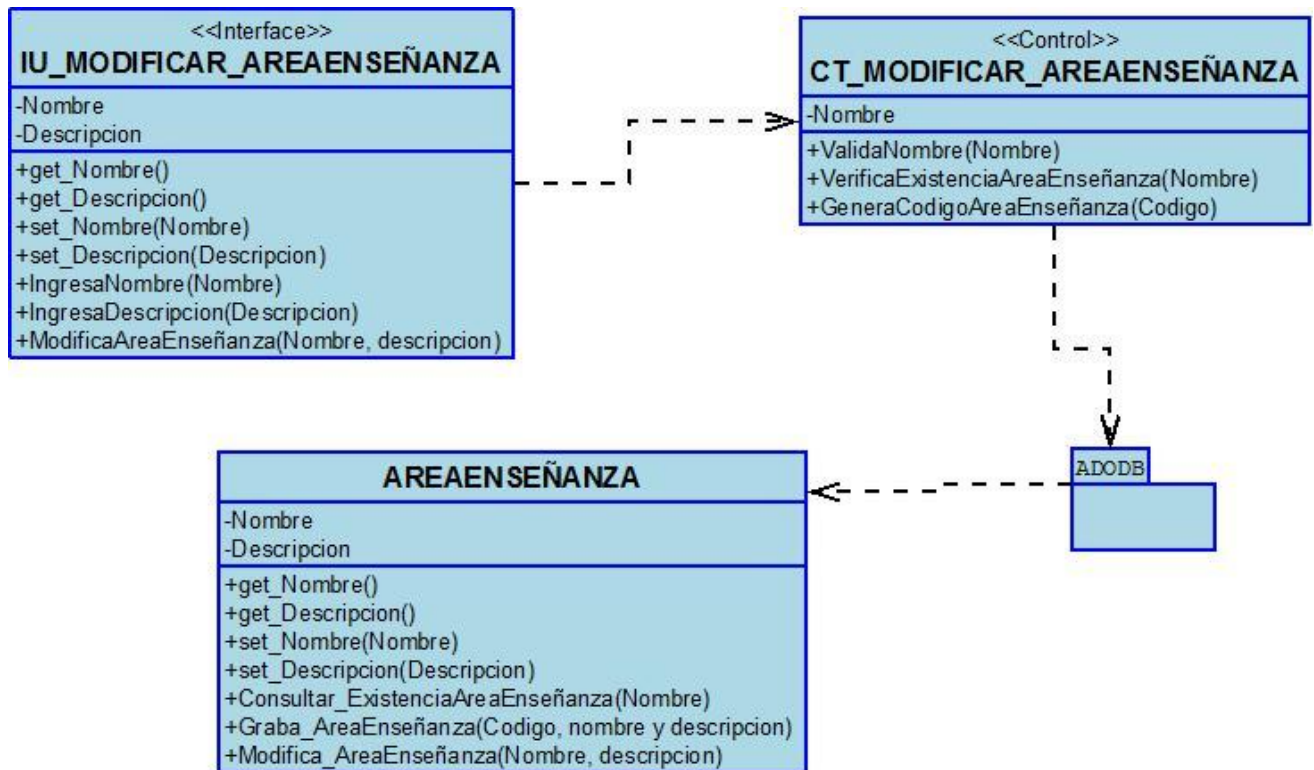 <<Interface>>
IU_MODIFICAR_AREAENSEÑANZA
-Nombre
-Descripcion
+get_Nombre()
+get_Descripcion()
+set_Nombre(Nombre)
+set_Descripcion(Descripcion)
+IngresaNombre(Nombre)
+IngresaDescripcion(Descripcion)
+ModificaAreaEnseñanza(Nombre, descripcion)
<<Control>>
CT_MODIFICAR_AREAENSEÑANZA
-Nombre
+ValidaNombre(Nombre)
+VerificaExistenciaAreaEnseñanza(Nombre)
+GeneraCodigoAreaEnseñanza(Codigo)
ADODB
AREAENSEÑANZA
-Nombre
-Descripcion
+get_Nombre()
+get_Descripcion()
+set_Nombre(Nombre)
+set_Descripcion(Descripcion)
+Consultar_ExistenciaAreaEnseñanza(Nombre)
+Graba_AreaEnseñanza(Codigo, nombre y descripcion)
+Modifica_AreaEnseñanza(Nombre, descripcion)